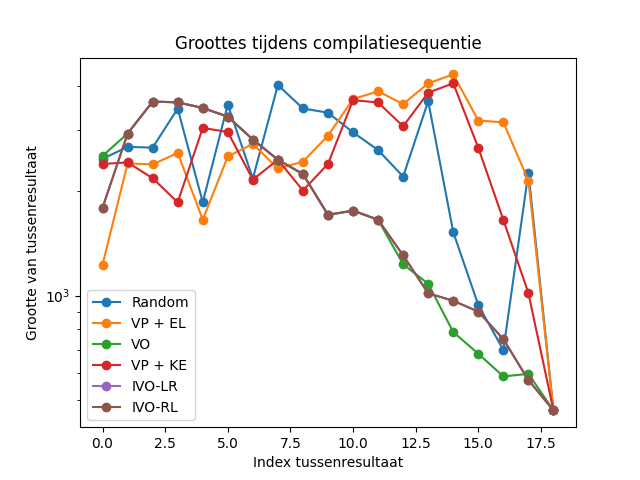 Groottes tijdens compilatiesequentie
Grootte van tussenresultaat
10³
Random
VP + EL
VO
VP + KE
IVO-LR
IVO-RL
0.0 2.5 5.0 7.5 10.0 12.5 15.0 17.5
Index tussenresultaat